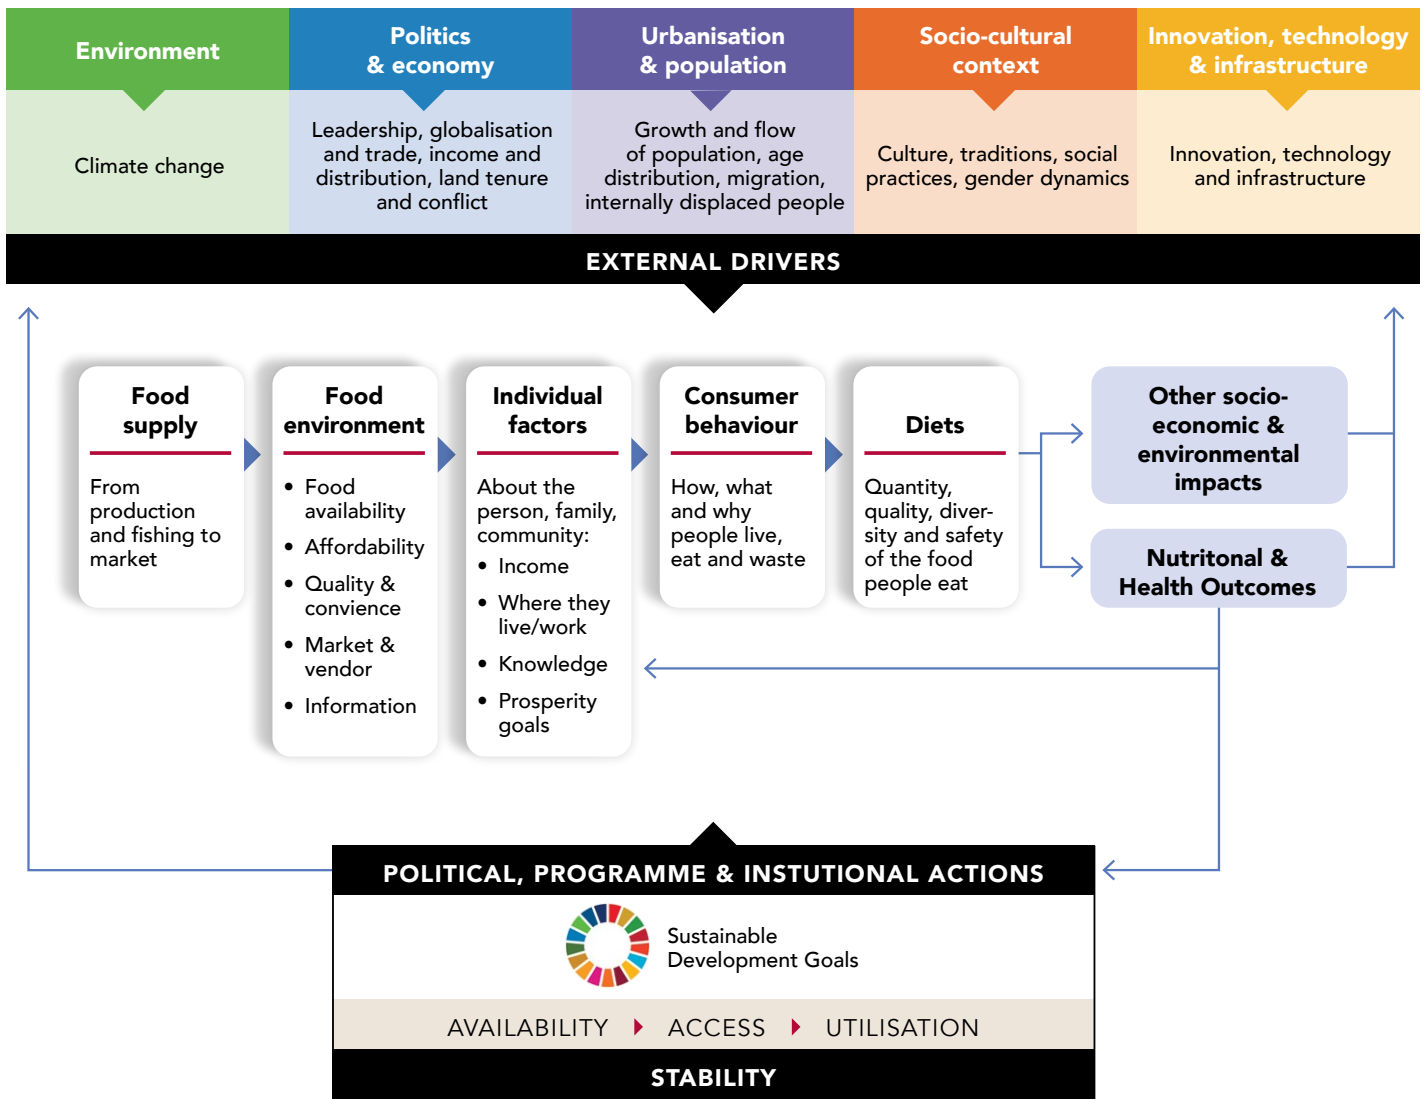 Environment
Politics
& economy
Urbanisation
& population
Socio-cultural
context
Innovation, technology
& infrastructure
Climate change
Leadership, globalisation
and trade, income and
distribution, land tenure
and conflict
Growth and flow
of population, age
distribution, migration,
internally displaced people
Culture, traditions, social
practices, gender dynamics
Innovation, technology
and infrastructure
EXTERNAL DRIVERS
Food
supply
From
production
and fishing to
market
Food
environment
• Food
availability
• Affordability
• Quality &
convience
• Market &
vendor
• Information
Individual
factors
About the
person, family,
community:
• Income
• Where they
live/work
• Knowledge
• Prosperity
goals
Consumer
behaviour
How, what
and why
people live,
eat and waste
Diets
Quantity,
quality, diver-
sity and safety
of the food
people eat
Other socio-
economic &
environmental
impacts
Nutritonal &
Health Outcomes
POLITICAL, PROGRAMME & INSTUTIONAL ACTIONS
Sustainable
Development Goals
AVAILABILITY ACCESS UTILISATION
STABILITY